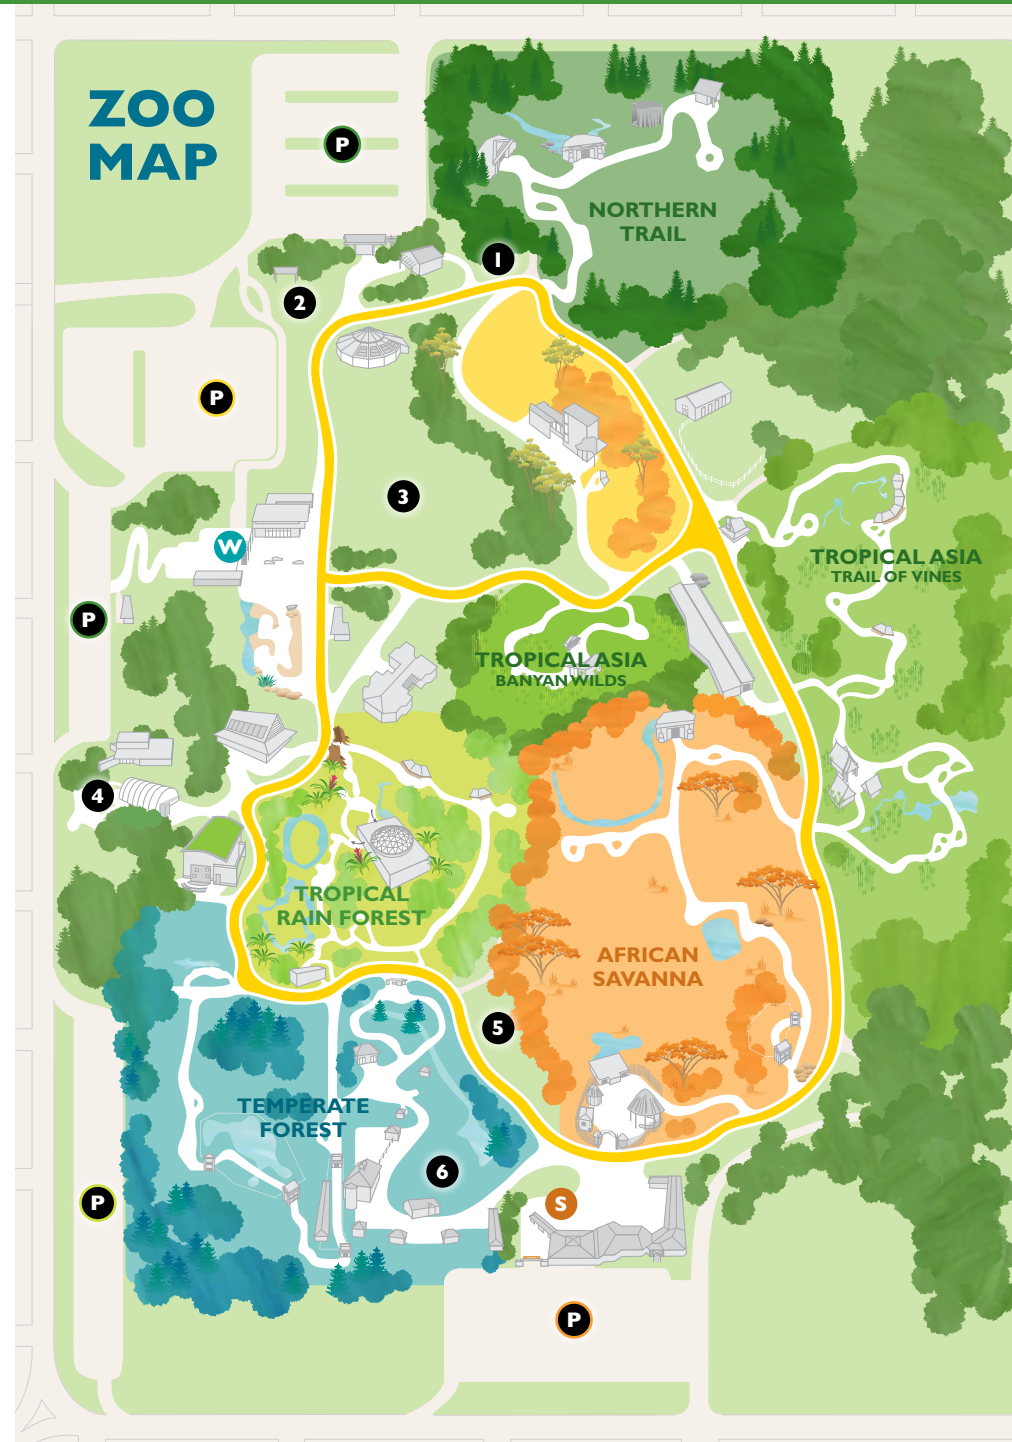 ZOO
MAP
P
NORTHERN
TRAIL
1
2
P
3
W
TROPICAL ASIA
TRAIL OF VINES
P
TROPICAL ASIA
BANYAN WILDS
4
TROPICAL
RAIN FOREST
AFRICAN
SAVANNA
5
TEMPERATE
FOREST
6
P
S
P